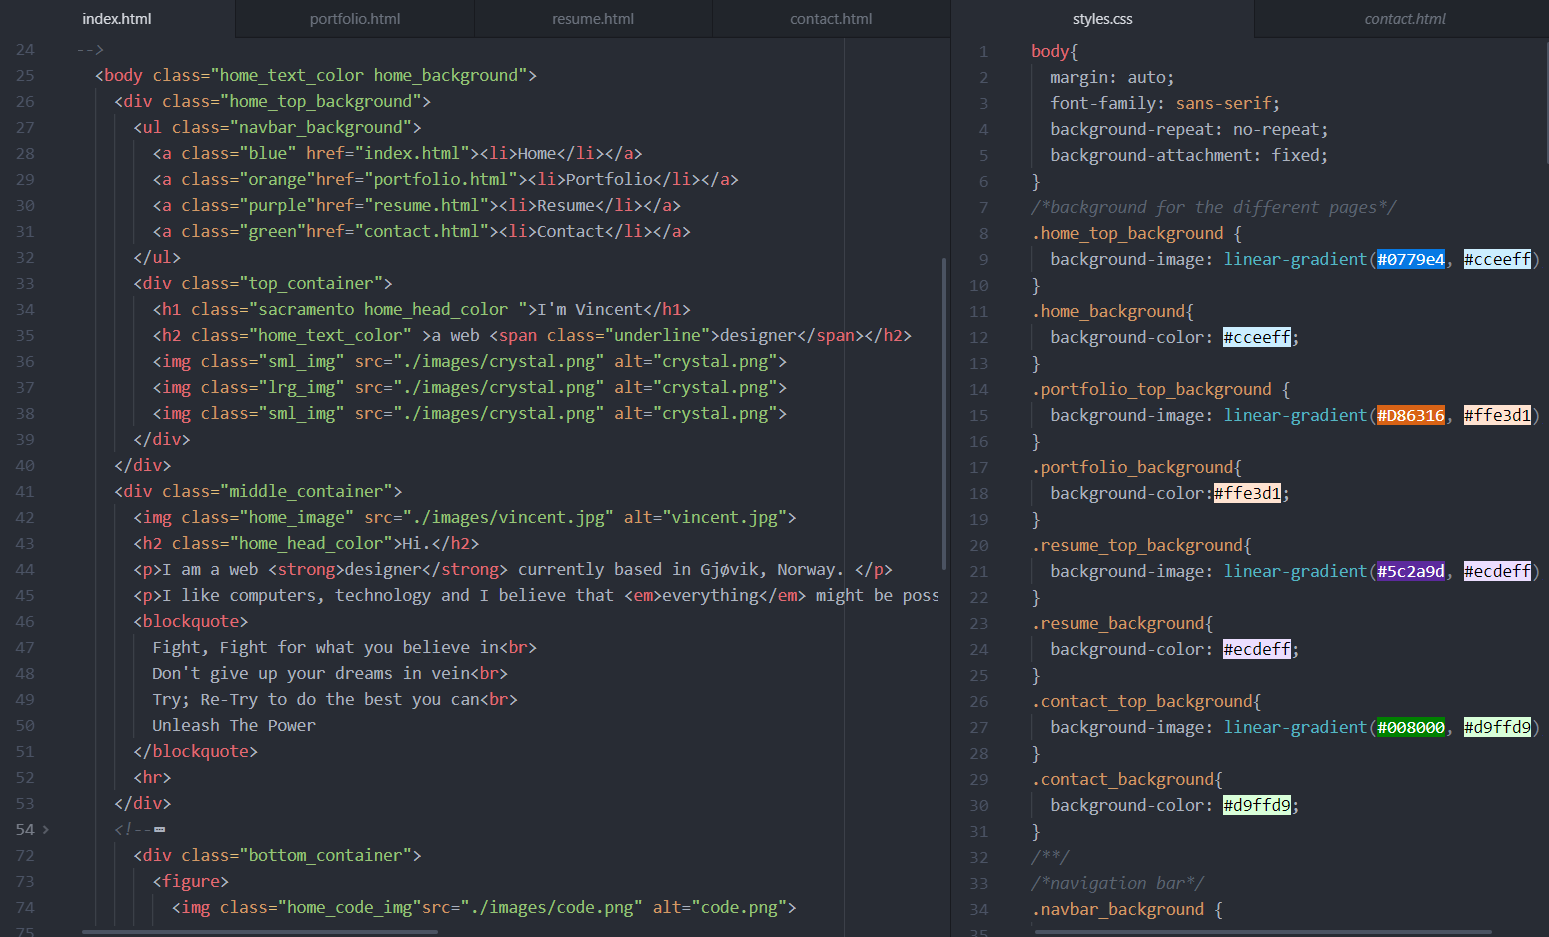 index.html
portfolio.html
resume.html
contact.html
24 -->
25 <body class="home_text_color home_background">
26 <div class="home_top_background">
27 <ul class="navbar_background">
28 <a class="blue" href="index.html"><li>Home</li></a>
29 <a class="orange"href="portfolio.html"><li>Portfolio</li></a>
30 <a class="purple"href="resume.html"><li>Resume</li></a>
31 <a class="green"href="contact.html"><li>Contact</li></a>
32 </ul>
33 <div class="top_container">
34 <h1 class="sacramento home_head_color ">I'm Vincent</h1>
35 <h2 class="home_text_color" >a web <span class="underline">designer</span></h2>
36 <img class="sml_img" src="./images/crystal.png" alt="crystal.png">
37 <img class="lrg_img" src="./images/crystal.png" alt="crystal.png">
38 <img class="sml_img" src="./images/crystal.png" alt="crystal.png">
39 </div>
40 </div>
41 <div class="middle_container">
42 <img class="home_image" src="./images/vincent.jpg" alt="vincent.jpg">
43 <h2 class="home_head_color">Hi.</h2>
44 <p>I am a web <strong>designer</strong> currently based in Gjøvik, Norway. </p>
45 <p>I like computers, technology and I believe that <em>everything</em> might be poss
46 <blockquote>
47 Fight, Fight for what you believe in<br>
48 Don't give up your dreams in vein<br>
49 Try; Re-Try to do the best you can<br>
50 Unleash The Power
51 </blockquote>
52 <hr>
53 </div>
54 <!--
72 <div class="bottom_container">
73 <figure>
74 <img class="home_code_img"src="./images/code.png" alt="code.png">
75
styles.css
contact.html
1 body{
2 margin: auto;
3 font-family: sans-serif;
4 background-repeat: no-repeat;
5 background-attachment: fixed;
6 }
7 /*background for the different pages*/
8 .home_top_background {
9 background-image: linear-gradient(#0779e4, #cceeff)
10 }
11 .home_background{
12 background-color: #cceeff;
13 }
14 .portfolio_top_background {
15 background-image: linear-gradient(#D86316, #ffe3d1)
16 }
17 .portfolio_background{
18 background-color:#ffe3d1;
19 }
20 .resume_top_background{
21 background-image: linear-gradient(#5c2a9d, #ecdeff)
22 }
23 .resume_background{
24 background-color: #ecdeff;
25 }
26 .contact_top_background{
27 background-image: linear-gradient(#008000, #d9ffd9)
28 }
29 .contact_background{
30 background-color: #d9ffd9;
31 }
32 /**/
33 /*navigation bar*/
34 .navbar_background {
35